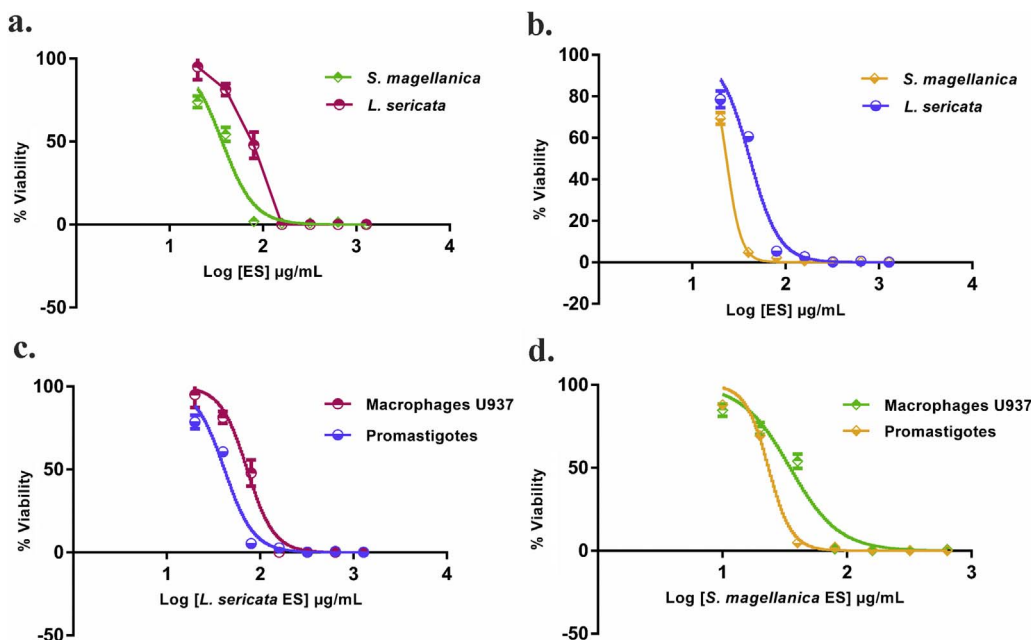 a.
100
50
0
-50
% Viability
1
2
3
4
Log [ES] µg/mL
S. magellanica
L. sericata
b.
100
80
60
40
20
0
-20
% Viability
1
2
3
4
Log [ES] µg/mL
S. magellanica
L. sericata
c.
100
50
0
-50
% Viability
1
2
3
4
Log [L. sericata ES] µg/mL
Macrophages U937
Promastigotes
d.
100
50
0
-50
% Viability
1
2
3
Log [S. magellanica ES] µg/mL
Macrophages U937
Promastigotes